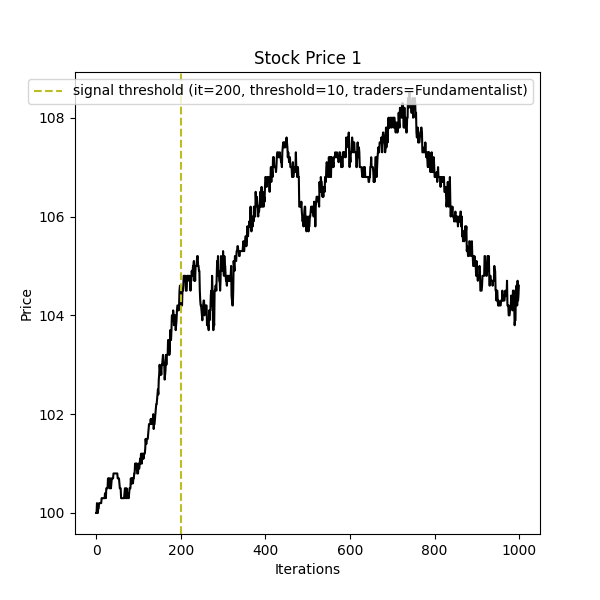 Stock Price 1
signal threshold (it=200, threshold=10, traders=Fundamentalist)
108
106
104
102
100
Price
0 200 400 600 800 1000
Iterations